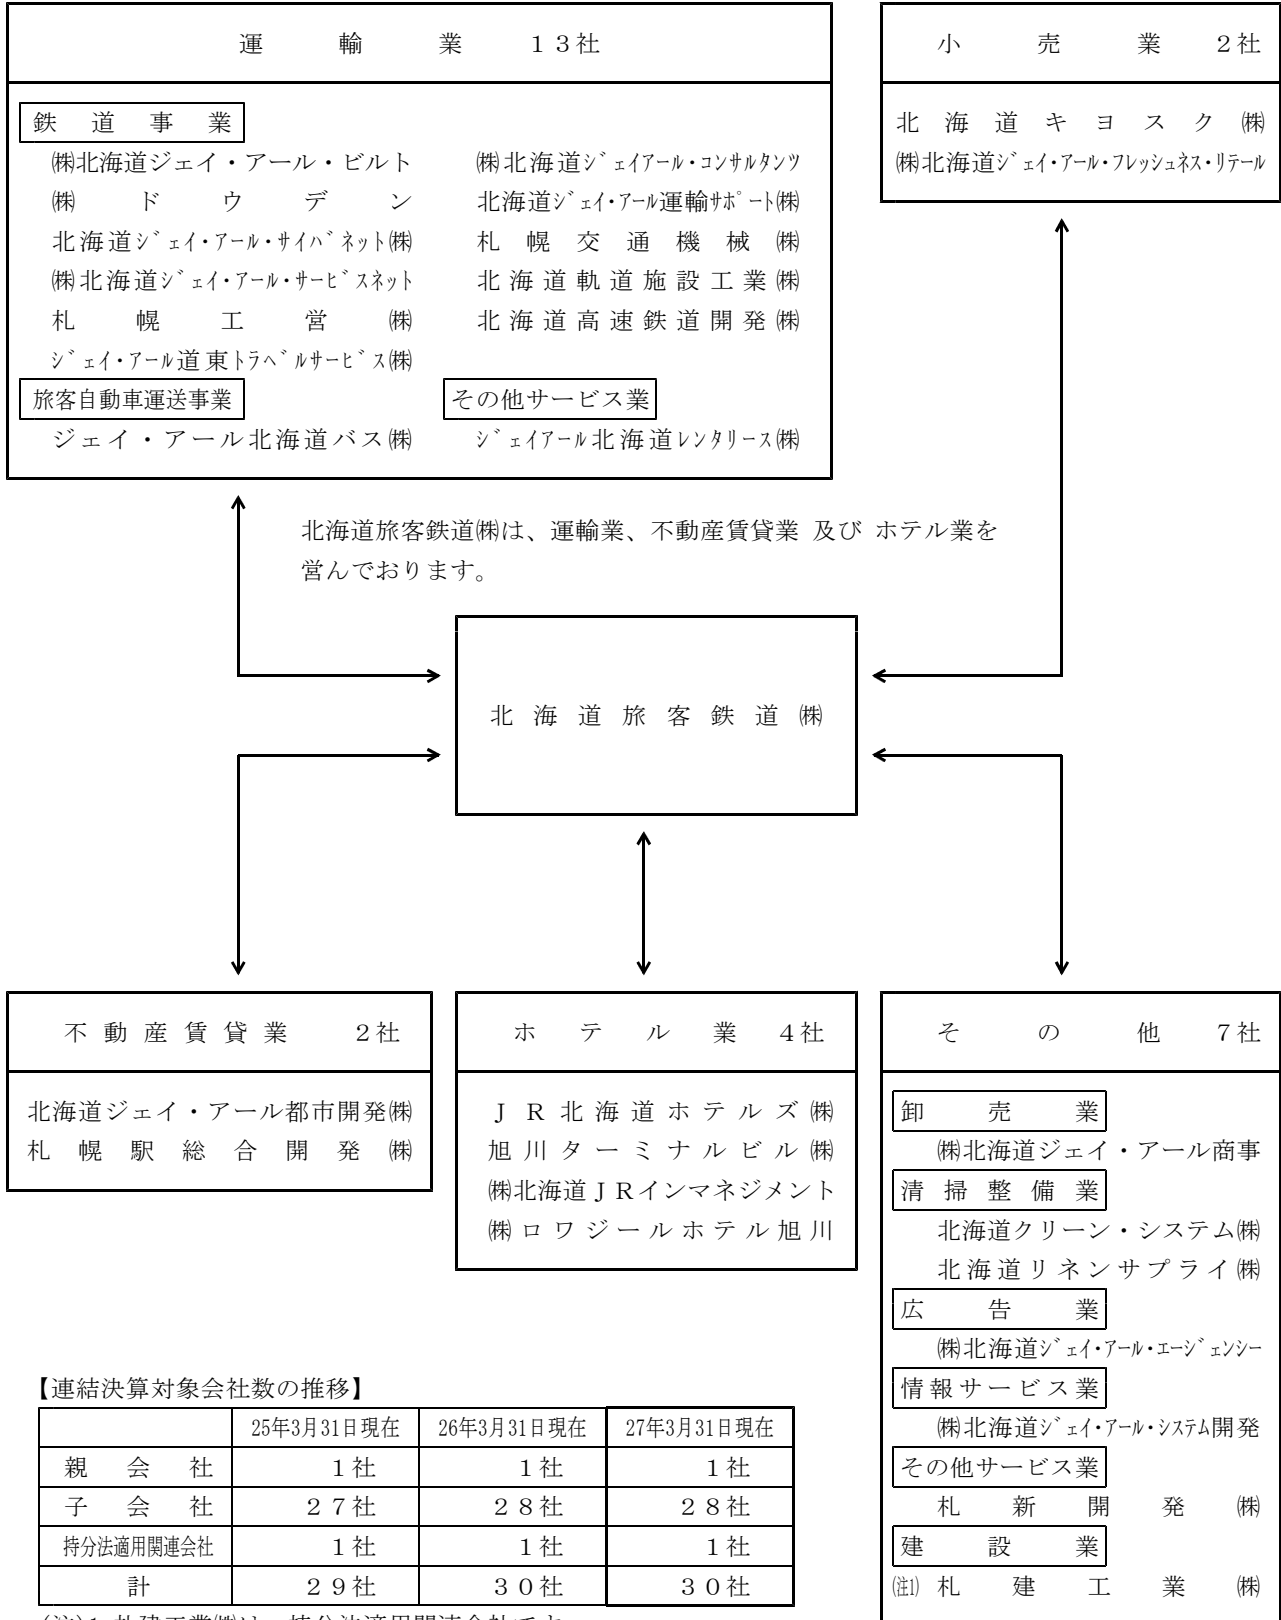 運輸業 １３社
鉄道事業
㈱北海道ジェイ・アール・ビルト
㈱ドウデン
北海道ｼﾞｪｲ・ｱｰﾙ・ｻｲﾊﾞﾈｯﾄ㈱
㈱北海道ｼﾞｪｲ・ｱｰﾙ・ｻｰﾋﾞｽﾈｯﾄ
札幌工営㈱
ｼﾞｪｲ・ｱｰﾙ道東ﾄﾗﾍﾞﾙｻｰﾋﾞｽ㈱
㈱北海道ｼﾞｪｲｱｰﾙ・ｺﾝｻﾙﾀﾝﾂ
北海道ｼﾞｪｲ・ｱｰﾙ運輸ｻﾎﾟｰﾄ㈱
札幌交通機械㈱
北海道軌道施設工業㈱
北海道高速鉄道開発㈱
旅客自動車運送事業
ジェイ・アール北海道バス㈱
その他サービス業
ｼﾞｪｲｱｰﾙ北海道ﾚﾝﾀﾘｰｽ㈱
小売業 ２社
北海道キヨスク㈱
㈱北海道ｼﾞｪｲ・ｱｰﾙ・ﾌﾚｯｼｭﾈｽ・ﾘﾃｰﾙ
北海道旅客鉄道㈱は、運輸業、不動産賃貸業 及び ホテル業を
営んでおります。
北海道旅客鉄道㈱
不動産賃貸業 ２社
北海道ジェイ・アール都市開発㈱
札幌駅総合開発㈱
ホテル業 ４社
ＪＲ北海道ホテルズ㈱
旭川ターミナルビル㈱
㈱北海道ＪＲインマネジメント
㈱ロワジールホテル旭川
その他 ７社
卸売業
㈱北海道ジェイ・アール商事
清掃整備業
北海道クリーン・システム㈱
北海道リネンサプライ㈱
広告業
㈱北海道ｼﾞｪｲ・ｱｰﾙ・ｴｰｼﾞｪﾝｼｰ
情報サービス業
㈱北海道ｼﾞｪｲ・ｱｰﾙ・ｼｽﾃﾑ開発
その他サービス業
札新開発㈱
建設業
(注1) 札建工業㈱
【連結決算対象会社数の推移】
25年3月31日現在 26年3月31日現在 27年3月31日現在
親会社 １社 １社 １社
子会社 ２７社 ２８社 ２８社
持分法適用関連会社 １社 １社 １社
計 ２９社 ３０社 ３０社
(注)1 札建工業㈱は、持分法適用関連会社です。